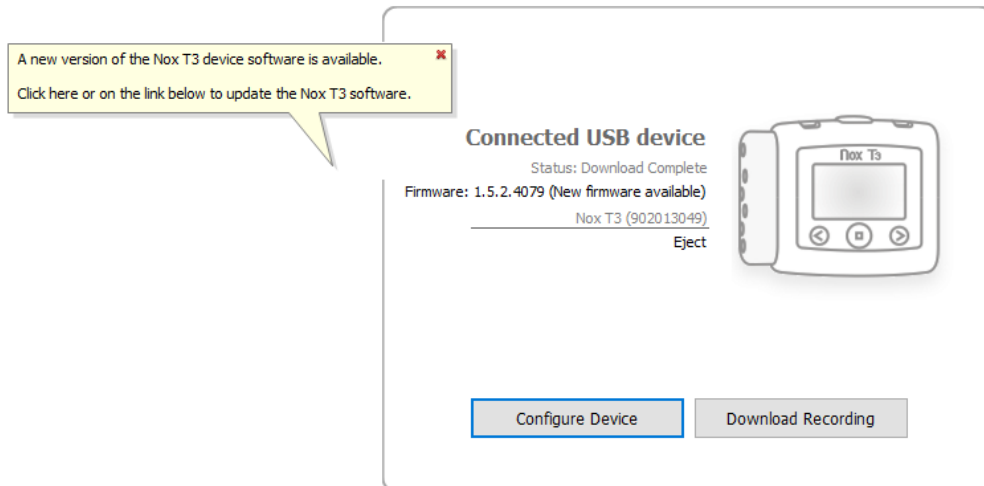 A new version of the Nox T3 device software is available.
Click here or on the link below to update the Nox T3 software.
Connected USB device
Status: Download Complete
Firmware: 1.5.2.4079 (New firmware available)
Nox T3 (902013049)
Eject
Nox T3
Configure Device
Download Recording